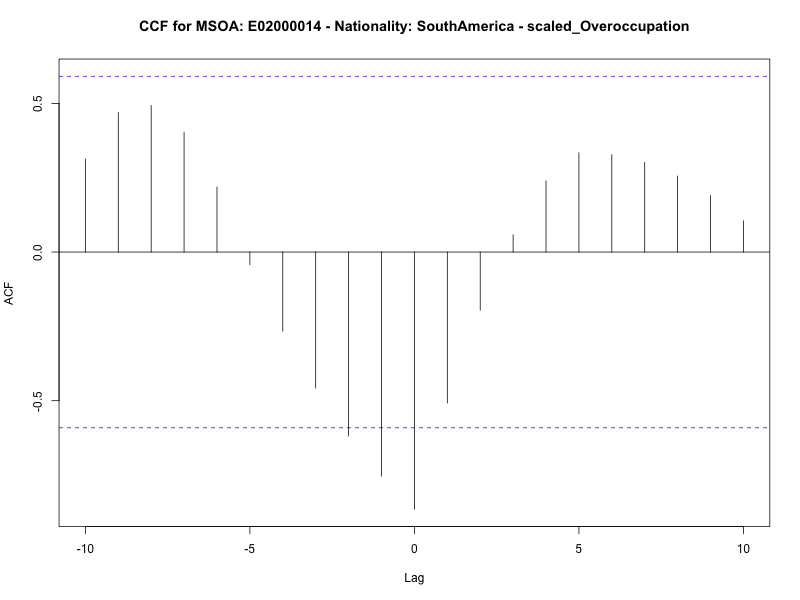 CCF for MSOA: E02000014 - Nationality: SouthAmerica - scaled_Overoccupation
0.5
0.0
-0.5
ACF
-10
-5
0
5
10
Lag